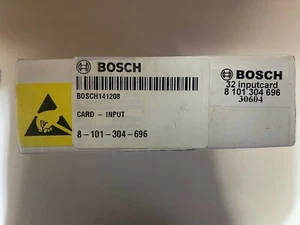 BOSCH
BOSCH141208
CARD - INPUT
8-101-304-696
BOSCH
32 inputcard
8 101 304 696
30604